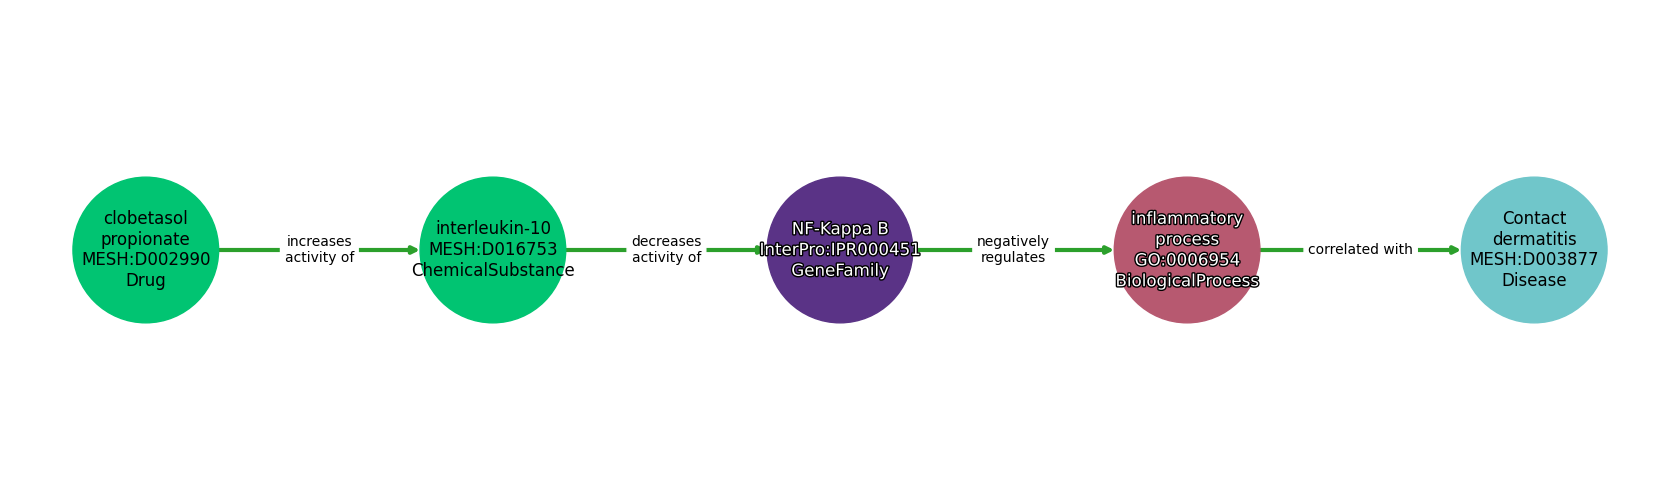 clobetasol
propionate
MESH:D002990
Drug
increases
activity of
interleukin-10
MESH:D016753
ChemicalSubstance
decreases
activity of
NF-Kappa B
InterPro:IPR000451
GeneFamily
negatively
regulates
inflammatory
process
GO:0006954
BiologicalProcess
correlated with
Contact
dermatitis
MESH:D003877
Disease